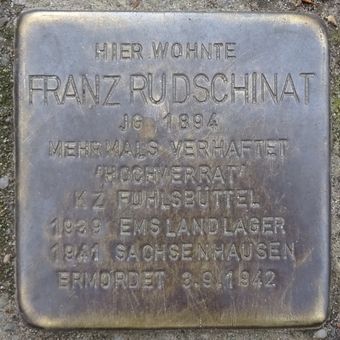 HIER WOHNTE
FRANZ RUDSCHINAT
JG. 1894
MEHRMALS VERHAFTET
"HOCHVERRAT"
KZ FUHLSBÜTTEL
1939 EMSLANDLAGER
1941 SACHSENHAUSEN
ERMORDET 3.9.1942